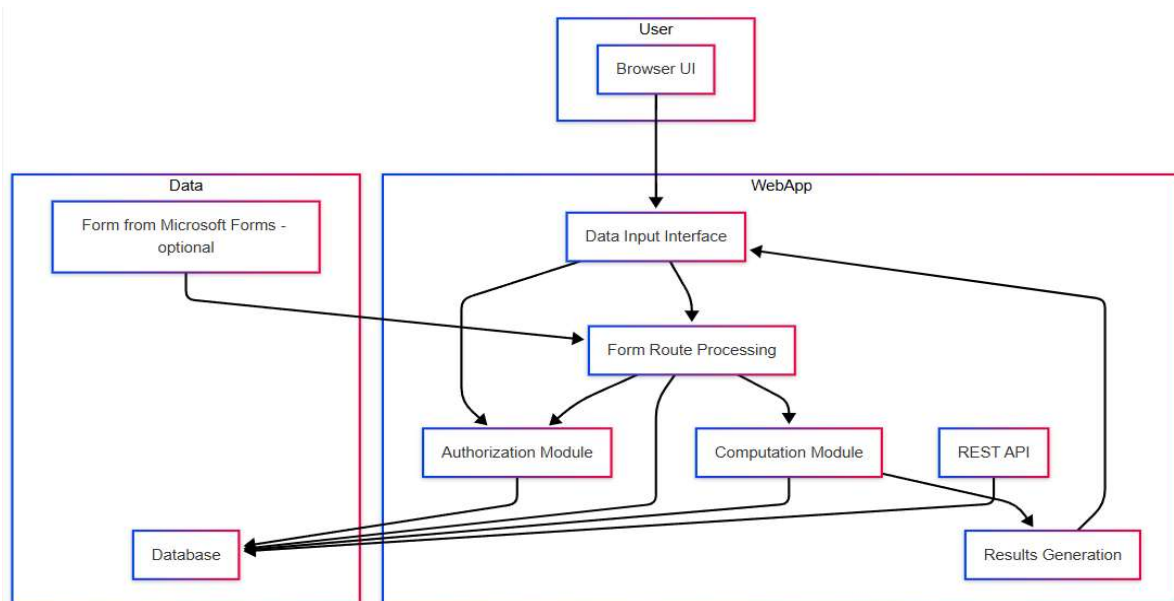 User
Browser UI
Data
WebApp
Form from Microsoft Forms -
optional
Data Input Interface
Form Route Processing
Authorization Module
Computation Module
REST API
Database
Results Generation